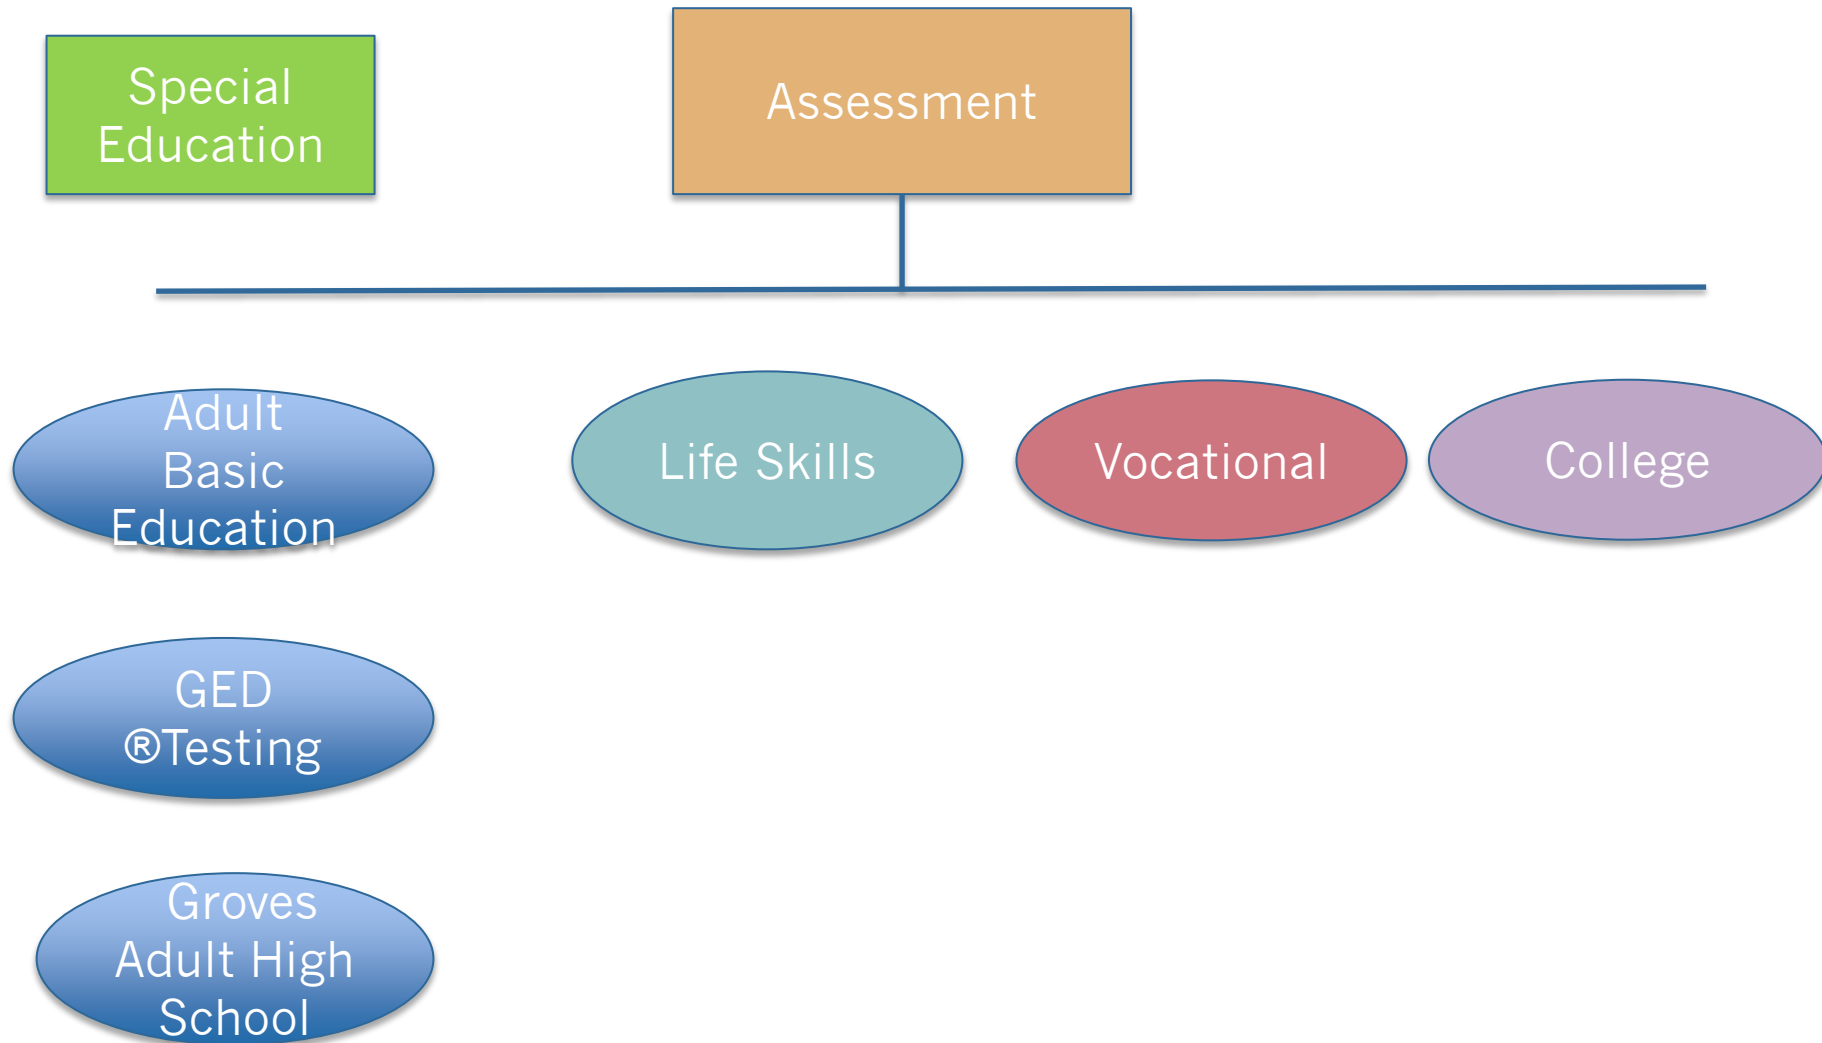 Special
Education
Assessment
Adult
Basic
Education
Life Skills
Vocational
College
GED
®Testing
Groves
Adult High
School